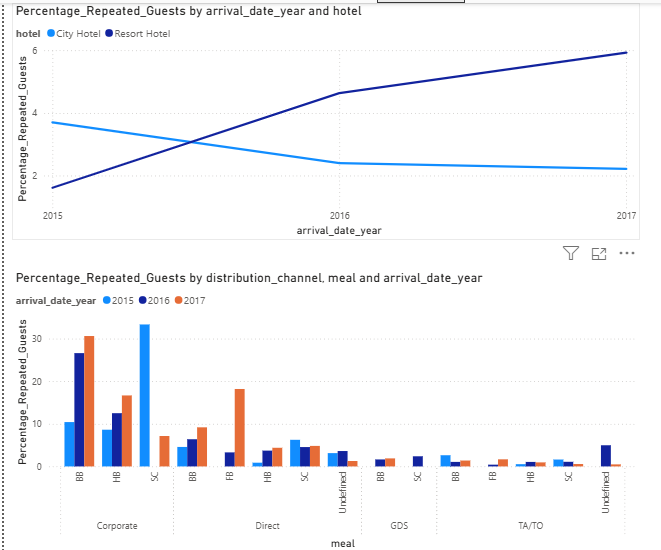 Percentage_Repeated_Guests by arrival_date_year and hotel
hotel City Hotel Resort Hotel
Percentage_Repeated_Guests
6
4
2
2015 2016 2017
arrival_date_year
Percentage_Repeated_Guests by distribution_channel, meal and arrival_date_year
arrival_date_year 2015 2016 2017
Percentage_Repeated_Guests
30
20
10
0
BB HB SC BB FB HB SC Undefined BB SC BB FB HB SC Undefined
Corporate Direct GDS TA/TO
meal